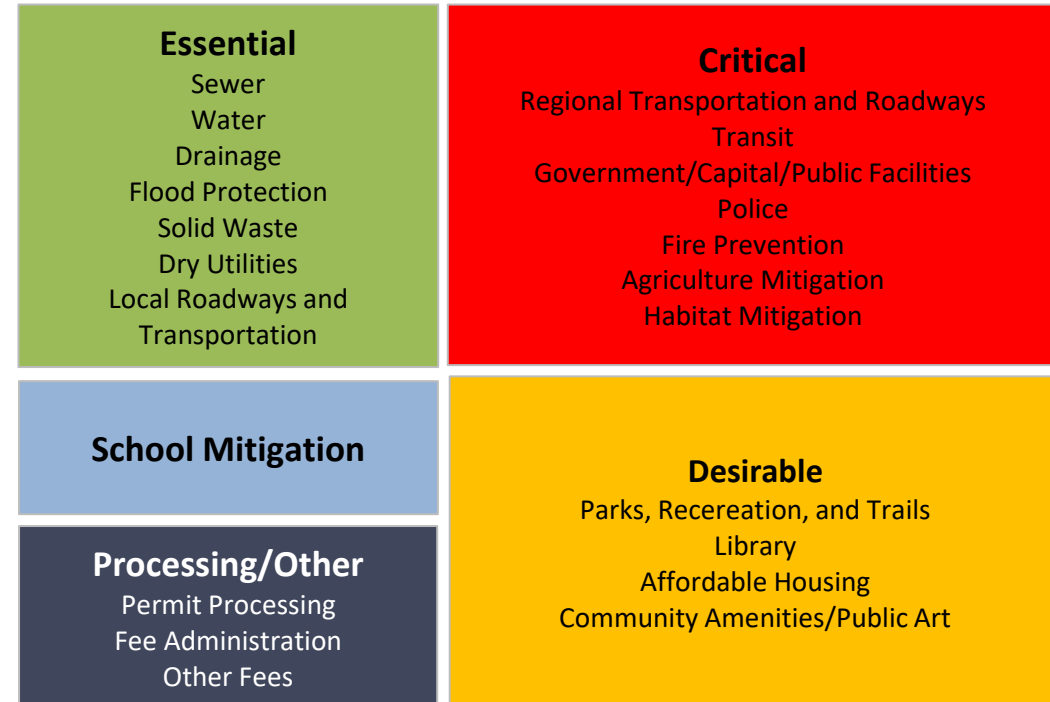 Essential
Sewer
Water
Drainage
Flood Protection
Solid Waste
Dry Utilities
Local Roadways and
Transportation
Critical
Regional Transportation and Roadways
Transit
Government/Capital/Public Facilities
Police
Fire Prevention
Agriculture Mitigation
Habitat Mitigation
School Mitigation
Desirable
Parks, Recereation, and Trails
Library
Affordable Housing
Community Amenities/Public Art
Processing/Other
Permit Processing
Fee Administration
Other Fees